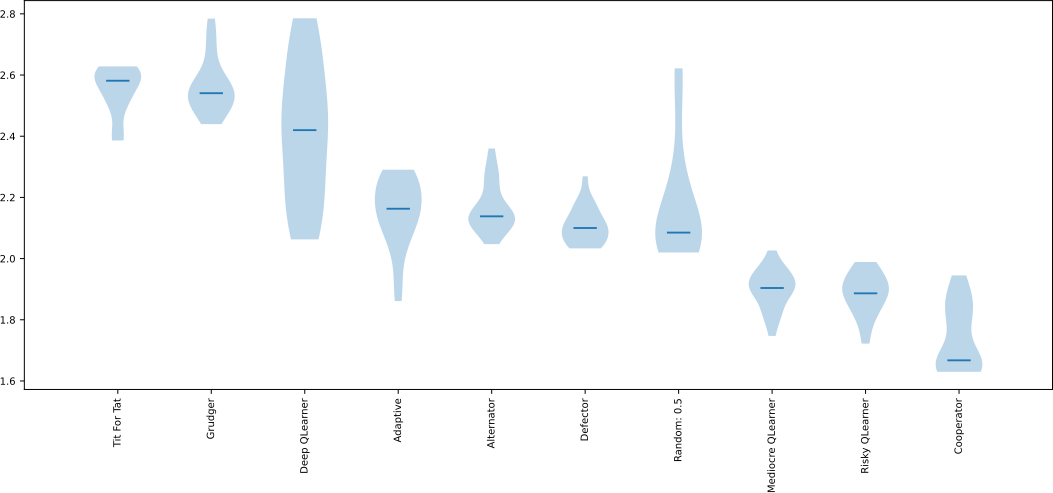 2.8
2.6
2.4
2.2
2.0
1.8
1.6
Tit For Tat
Grudger
Deep QLearner
Adaptive
Alternator
Defector
Random: 0.5
Mediocre QLearner
Risky QLearner
Cooperator